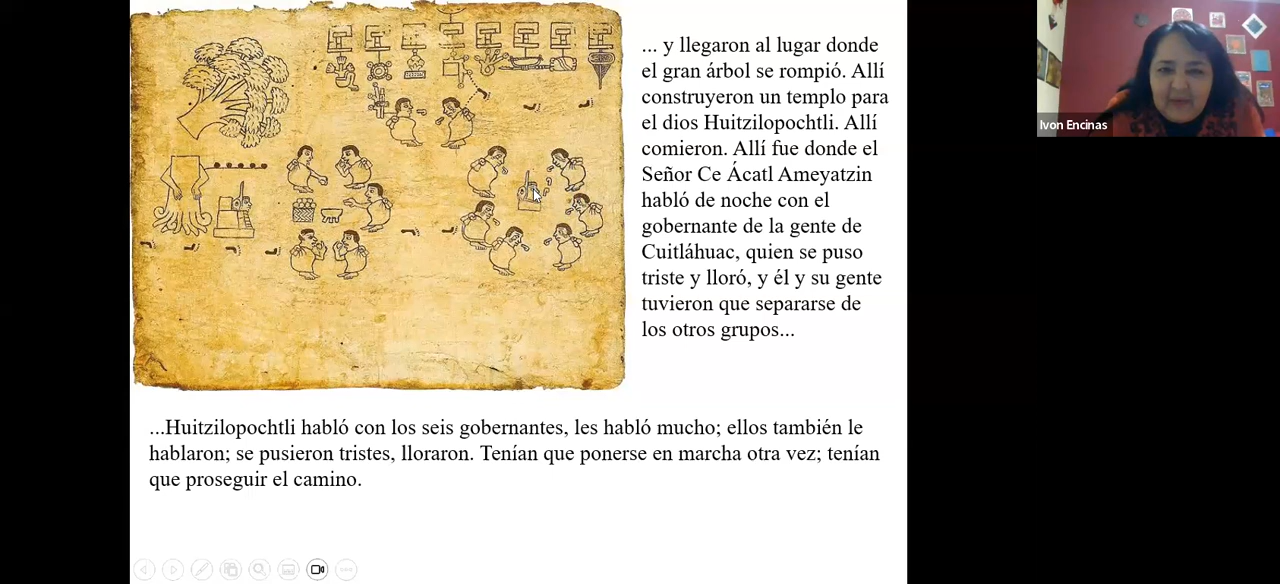 ... y llegaron al lugar donde
el gran árbol se rompió. Allí
construyeron un templo para
el dios Huitzilopochtli. Allí
comieron. Allí fue donde el
Señor Ce Ácatl Ameyatzin
habló de noche con el
gobernante de la gente de
Cuitláhuac, quien se puso
triste y lloró, y él y su gente
tuvieron que separarse de
los otros grupos...
Ivon Encinas
...Huitzilopochtli habló con los seis gobernantes, les habló mucho; ellos también le
hablaron; se pusieron tristes, lloraron. Tenían que ponerse en marcha otra vez; tenían
que proseguir el camino.